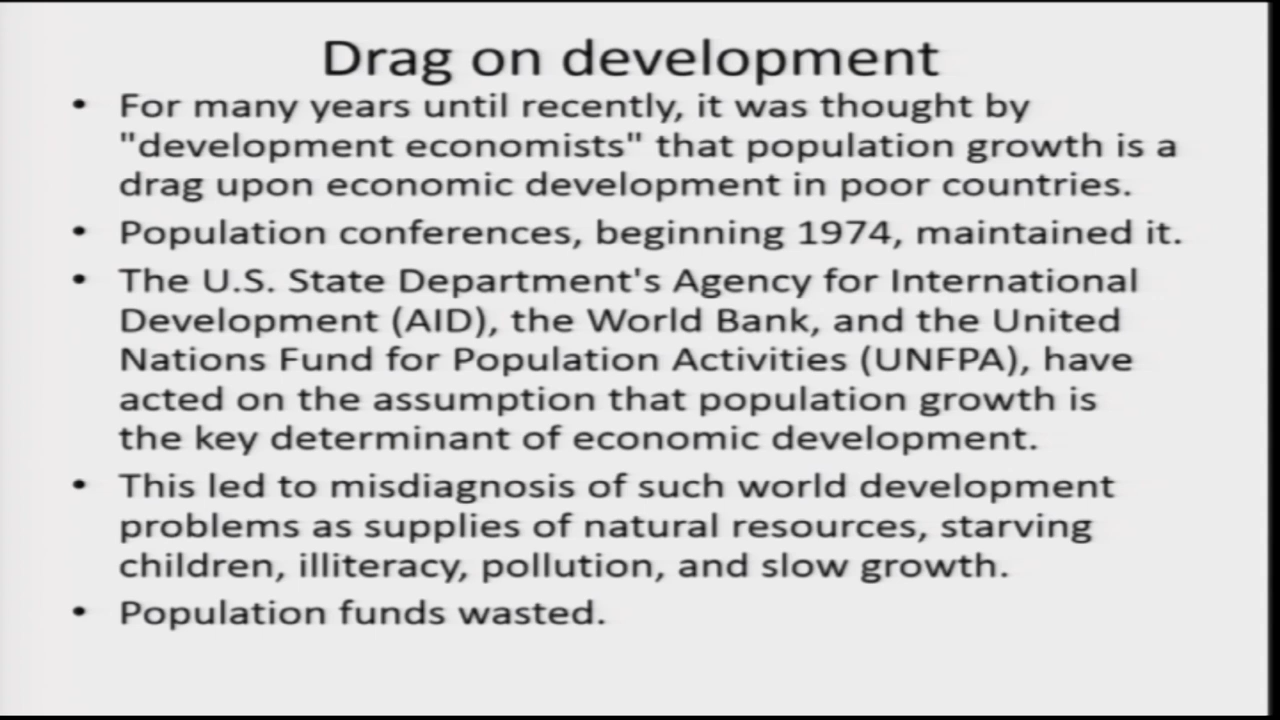 Drag on development
• For many years until recently, it was thought by
"development economists" that population growth is a
drag upon economic development in poor countries.
• Population conferences, beginning 1974, maintained it.
• The U.S. State Department's Agency for International
Development (AID), the World Bank, and the United
Nations Fund for Population Activities (UNFPA), have
acted on the assumption that population growth is
the key determinant of economic development.
• This led to misdiagnosis of such world development
problems as supplies of natural resources, starving
children, illiteracy, pollution, and slow growth.
• Population funds wasted.